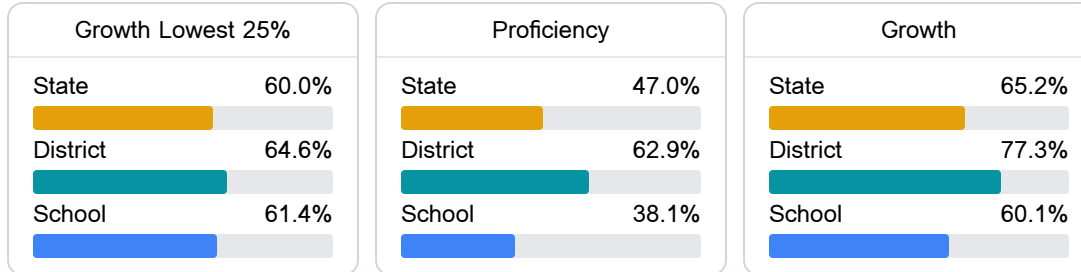 Growth Lowest 25%
State 60.0%
District 64.6%
School 61.4%
Proficiency
State 47.0%
District 62.9%
School 38.1%
Growth
State 65.2%
District 77.3%
School 60.1%